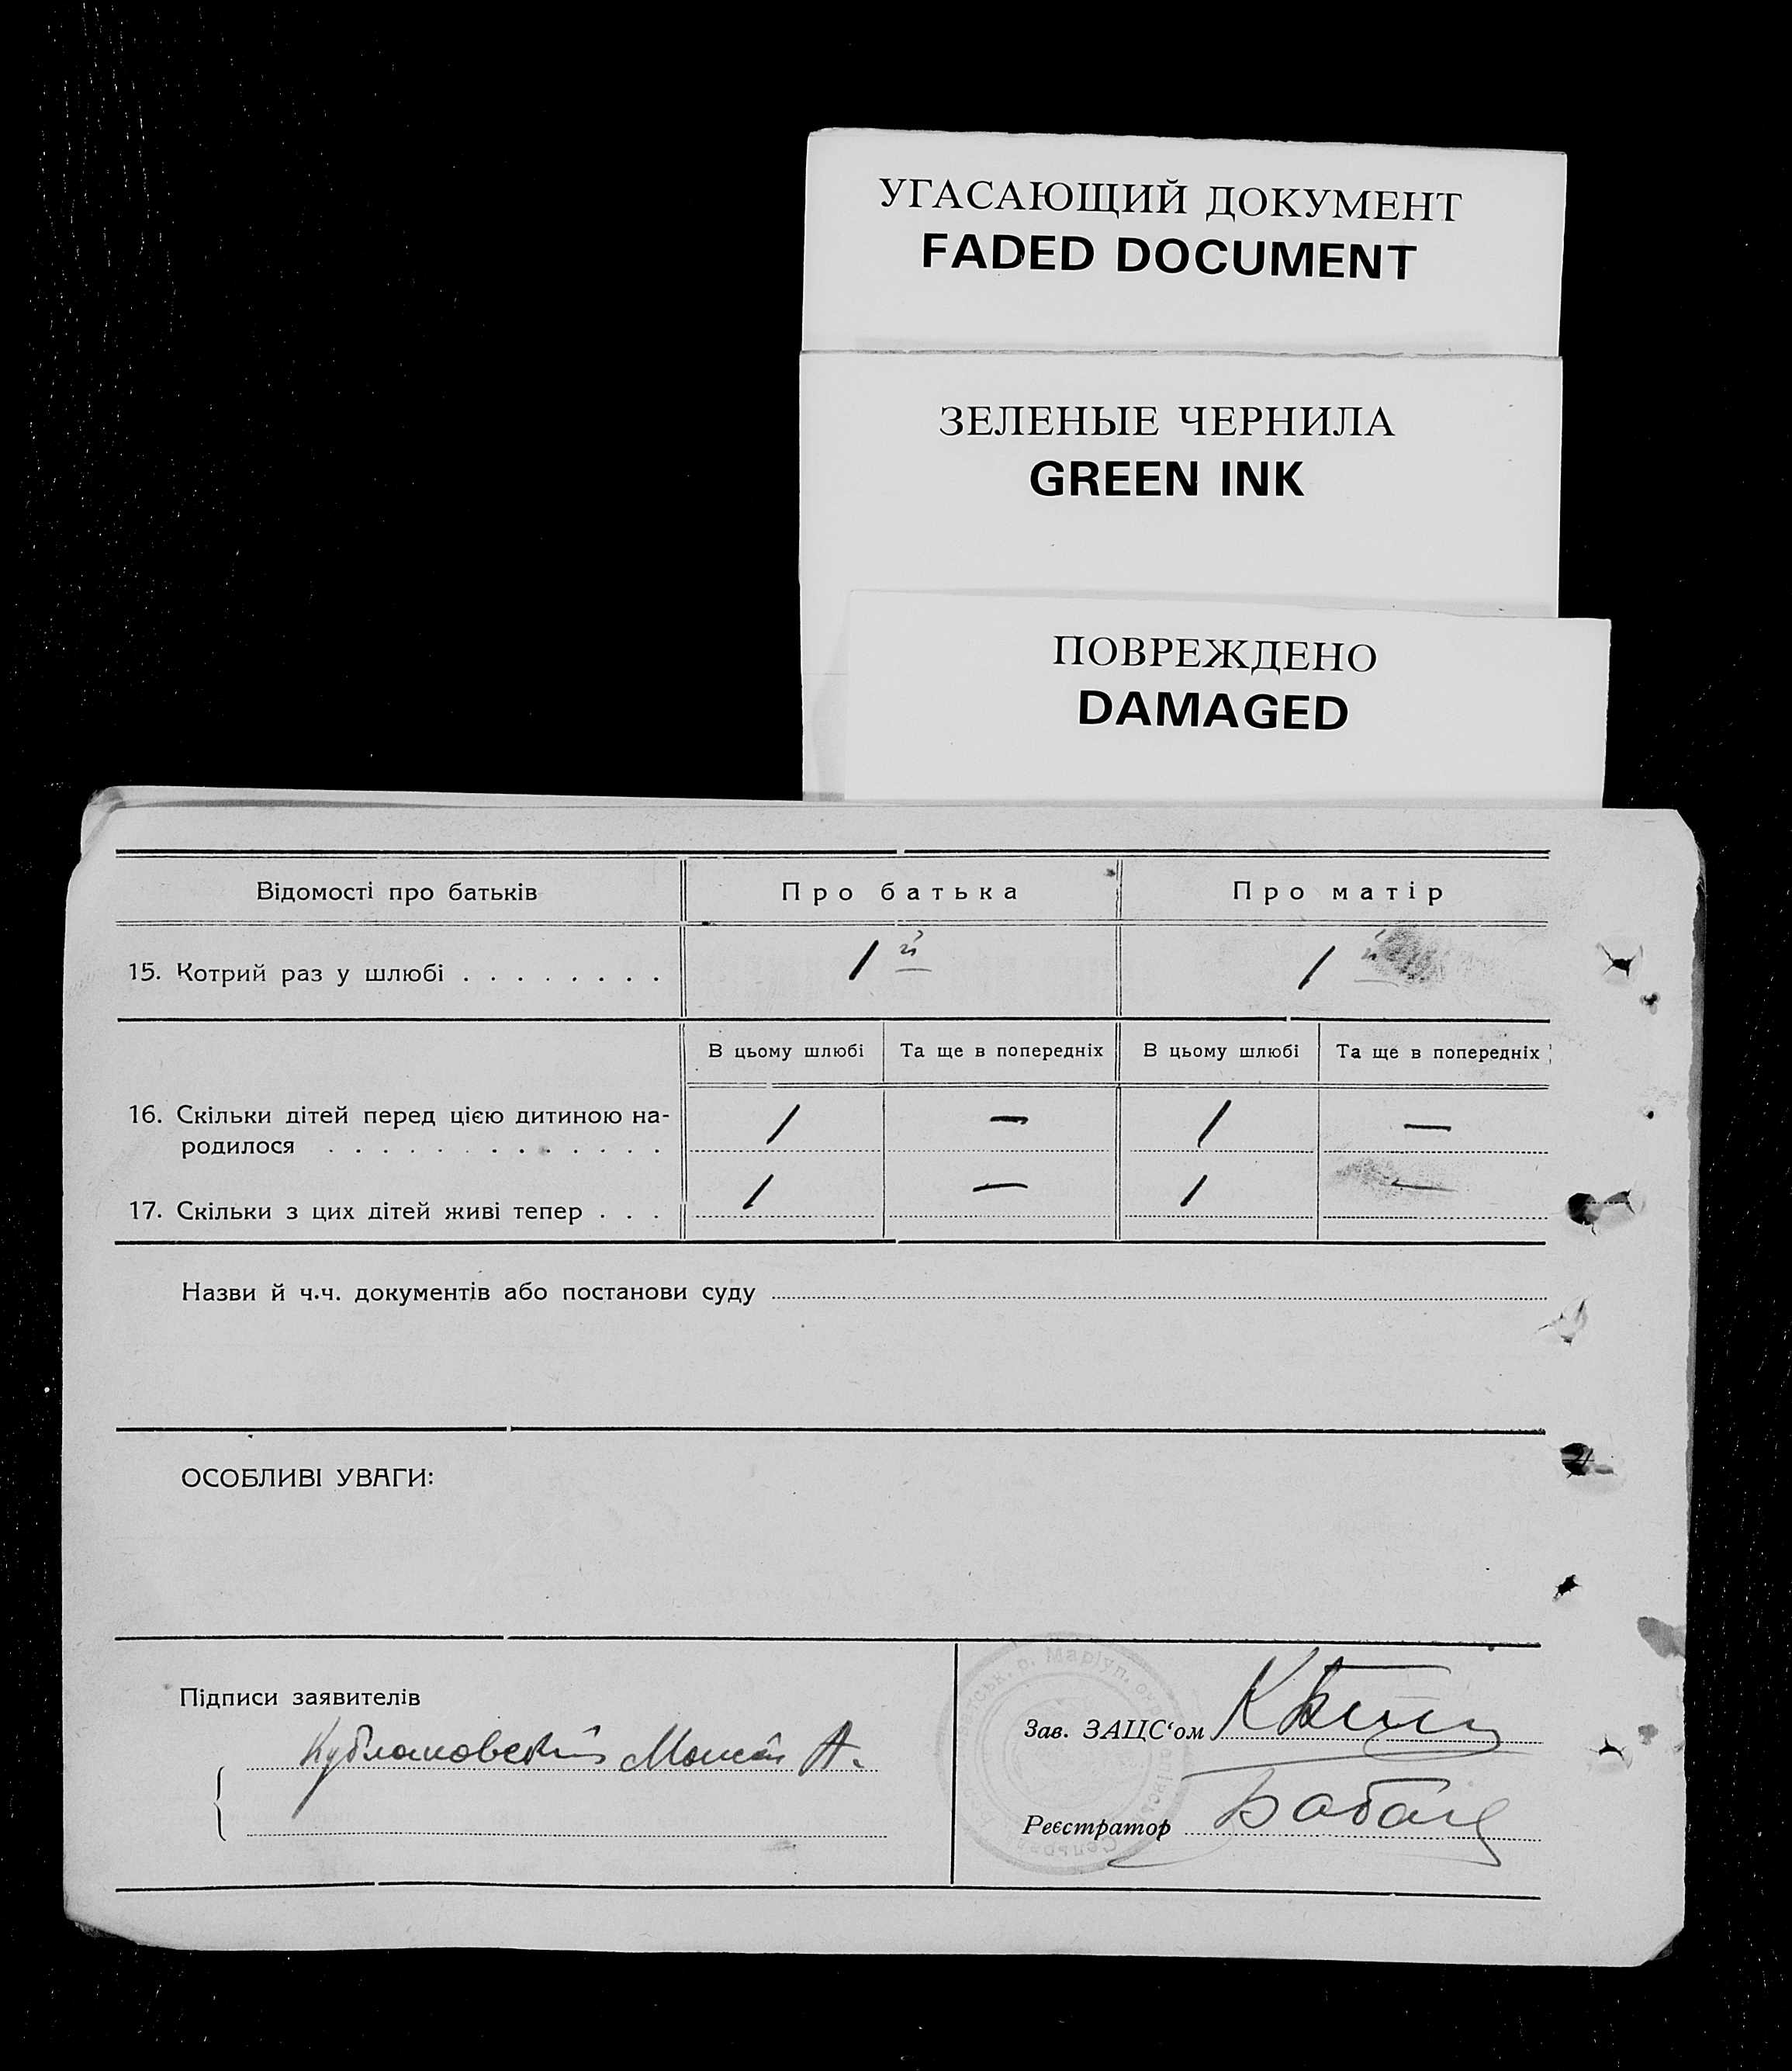 УГАСАЮЩИЙ ДОКУМЕНТ
FADED DOCUMENT
ЗЕЛЕНЫЕ ЧЕРНИЛА
GREEN INK
ПОВРЕЖДЕНО
DAMAGED
Відомості про батьків Про батька Про матір
15. Котрий раз у шлюбі . . . . . . . . 1 й 1 й
В цьому шлюбі Та ще в попередніх В цьому шлюбі Та ще в попередніх
16. Скільки дітей перед цією дитиною на-
родилося . . . . . . . . . . . . . 1 — 1 —
17. Скільки з цих дітей живі тепер . . . 1 — 1 —
Назви й ч.ч. документів або постанови суду
ОСОБЛИВІ УВАГИ:
Підписи заявителів
А.
Зав. ЗАЦС‘ом
Реєстратор
Маріуп.